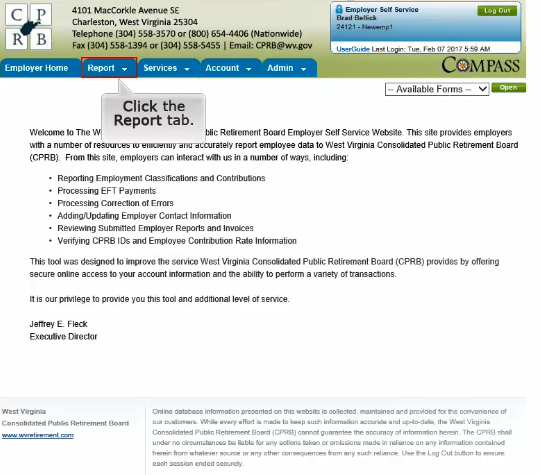 C P
R B
4101 MacCorkle Avenue SE
Charleston, West Virginia 25304
Telephone (304) 558-3570 or (800) 654-4406 (Nationwide)
Fax (304) 558-1394 or (304) 558-5455 | Email: CPRB@wv.gov
Employer Self Service
Log Out
Brad Bellick
24121 - Newemp1
UserGuide Last Login: Tue, Feb 07 2017 5:59 AM
Employer Home Report Services Account Admin
COMPASS
-- Available Forms -- Open
Click the
Report tab.
Welcome to The W blic Retirement Board Employer Self Service Website. This site provides employers
with a number of resources to efficiently and accurately report employee data to West Virginia Consolidated Public Retirement Board
(CPRB). From this site, employers can interact with us in a number of ways, including:
• Reporting Employment Classifications and Contributions
• Processing EFT Payments
• Processing Correction of Errors
• Adding/Updating Employer Contact Information
• Reviewing Submitted Employer Reports and Invoices
• Verifying CPRB IDs and Employee Contribution Rate Information
This tool was designed to improve the service West Virginia Consolidated Public Retirement Board (CPRB) provides by offering
secure online access to your account information and the ability to perform a variety of transactions.
It is our privilege to provide you this tool and additional level of service.
Jeffrey E. Fleck
Executive Director
West Virginia
Consolidated Public Retirement Board
www.wvretirement.com
Online database information presented on this website is collected, maintained and provided for the convenience of
our customers. While every effort is made to keep such information accurate and up-to-date, the West Virginia
Consolidated Public Retirement Board (CPRB) cannot guarantee the accuracy of information herein. The CPRB shall
under no circumstances be liable for any actions taken or omissions made in reliance on any information contained
herein from whatever source or any other consequences from any such reliance. Use the Log Out button to ensure
each session ended securely.